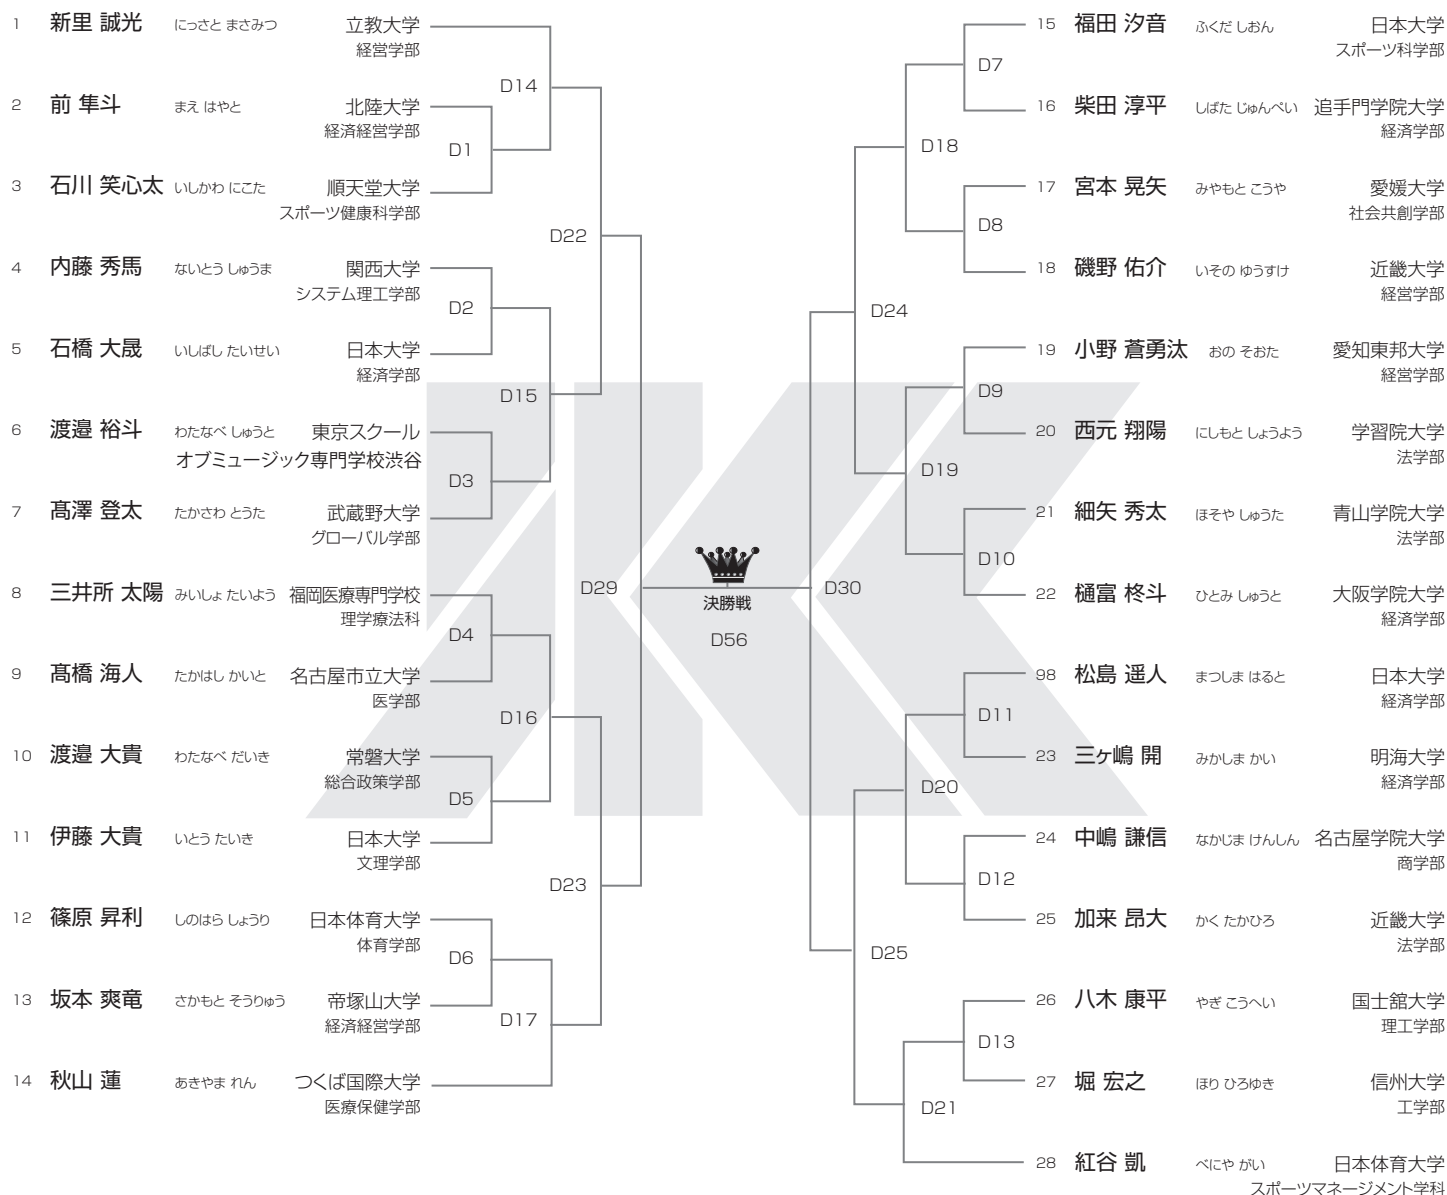 1 新里 誠光 にっさと まさみつ 立教大学
経営学部
D14
2 前 隼斗 まえ はやと 北陸大学
経済経営学部
D1
3 石川 笑心太 いしかわ にこた 順天堂大学
スポーツ健康科学部
D22
4 内藤 秀馬 ないとう しゅうま 関西大学
システム理工学部
D2
5 石橋 大晟 いしばし たいせい 日本大学
経済学部
D15
6 渡邉 裕斗 わたなべ しゅうと 東京スクール
オブミュージック専門学校渋谷
D3
7 髙澤 登太 たかさわ とうた 武蔵野大学
グローバル学部
D29
8 三井所 太陽 みいしょ たいよう 福岡医療専門学校
理学療法科
D4
9 髙橋 海人 たかはし かいと 名古屋市立大学
医学部
D16
10 渡邉 大貴 わたなべ だいき 常磐大学
総合政策学部
D5
11 伊藤 大貴 いとう たいき 日本大学
文理学部
D23
12 篠原 昇利 しのはら しょうり 日本体育大学
体育学部
D6
13 坂本 爽竜 さかもと そうりゅう 帝塚山大学
経済経営学部
D17
14 秋山 蓮 あきやま れん つくば国際大学
医療保健学部
決勝戦
D56
15 福田 汐音 ふくだ しおん 日本大学
スポーツ科学部
D7
16 柴田 淳平 しばた じゅんぺい 追手門学院大学
経済学部
D18
17 宮本 晃矢 みやもと こうや 愛媛大学
社会共創学部
D8
18 磯野 佑介 いその ゆうすけ 近畿大学
経営学部
D24
19 小野 蒼勇汰 おの そおた 愛知東邦大学
経営学部
D9
20 西元 翔陽 にしもと しょうよう 学習院大学
法学部
D19
21 細矢 秀太 ほそや しゅうた 青山学院大学
法学部
D10
22 樋富 柊斗 ひとみ しゅうと 大阪学院大学
経済学部
D30
98 松島 遥人 まつしま はると 日本大学
経済学部
D11
23 三ヶ嶋 開 みかしま かい 明海大学
経済学部
D20
24 中嶋 謙信 なかじま けんしん 名古屋学院大学
商学部
D12
25 加来 昂大 かく たかひろ 近畿大学
法学部
D25
26 八木 康平 やぎ こうへい 国士舘大学
理工学部
D13
27 堀 宏之 ほり ひろゆき 信州大学
工学部
D21
28 紅谷 凱 べにや がい 日本体育大学
スポーツマネージメント学科